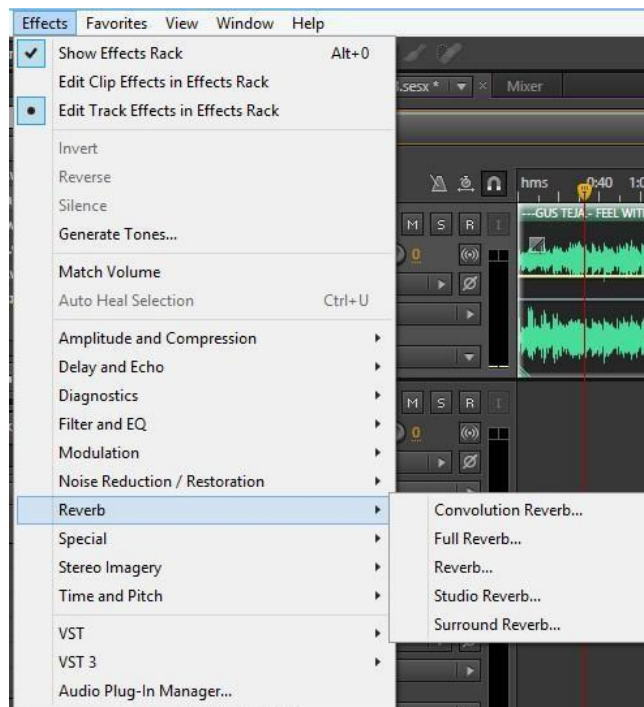 Effects Favorites View Window Help
Show Effects Rack Alt+0
Edit Clip Effects in Effects Rack
Edit Track Effects in Effects Rack
Invert
Reverse
Silence
Generate Tones...
Match Volume
Auto Heal Selection Ctrl+U
Amplitude and Compression
Delay and Echo
Diagnostics
Filter and EQ
Modulation
Noise Reduction / Restoration
Reverb
Special
Stereo Imagery
Time and Pitch
VST
VST 3
Audio Plug-In Manager...
Convolution Reverb...
Full Reverb...
Reverb...
Studio Reverb...
Surround Reverb...
.sesx * Mixer
hms 0:40
---GUS TEJA - FEEL
M S R I
0
M S R I
0